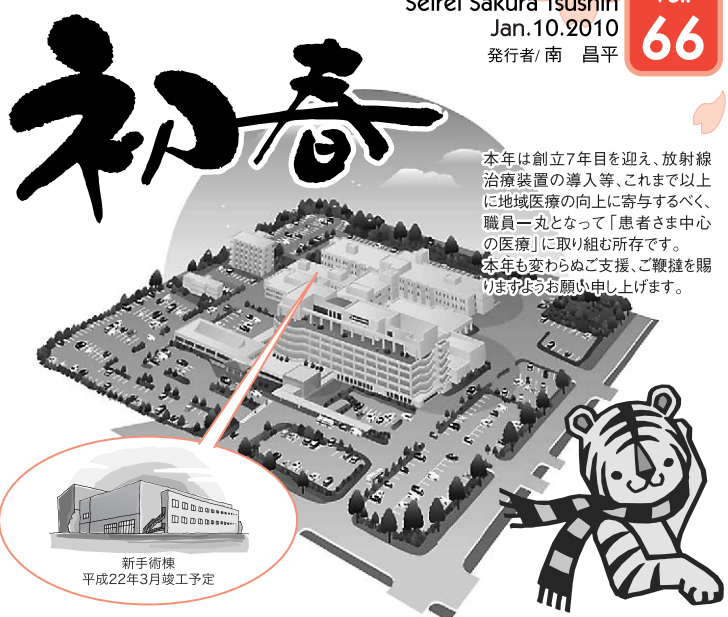 Seirei Sakura Tsushin
Jan.10.2010
発行者/ 南　昌平
66
初春
本年は創立7年目を迎え、放射線
治療装置の導入等、これまで以上
に地域医療の向上に寄与するべく、
職員一丸となって「患者さま中心
の医療」に取り組む所存です。
本年も変わらぬご支援、ご鞭撻を賜
りますようお願い申し上げます。
新手術棟
平成22年3月竣工予定